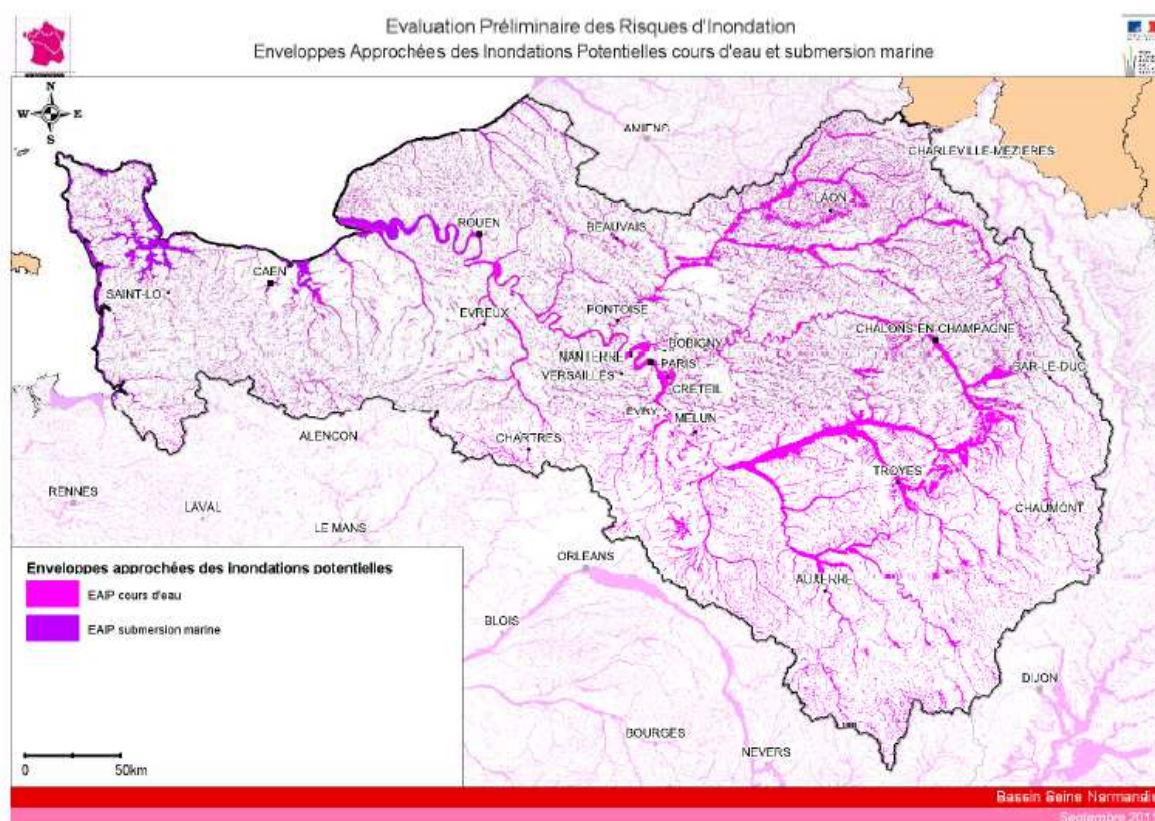 Evaluation Préliminaire des Risques d'Inondation
Enveloppes Approchées des Inondations Potentielles cours d'eau et submersion marine
N
W E
S
AMIENS
CHARLEVILLE-MEZIERES
LAON
ROUEN
BEAUVAIS
CAEN
SAINT-LO
EVREUX
PONTOISE
CHALONS-EN-CHAMPAGNE
BOBIGNY
NANTERRE
PARIS
BAR-LE-DUC
VERSAILLES
CRETEIL
EVRY
MELUN
ALENCON
CHARTRES
TROYES
RENNES
CHAUMONT
LAVAL
LE MANS
ORLEANS
AUXERRE
BLOIS
DIJON
BOURGES
NEVERS
Enveloppes approchées des inondations potentielles
EAIP cours d'eau
EAIP submersion marine
0 50km
Bassin Seine Normandie
Septembre 201